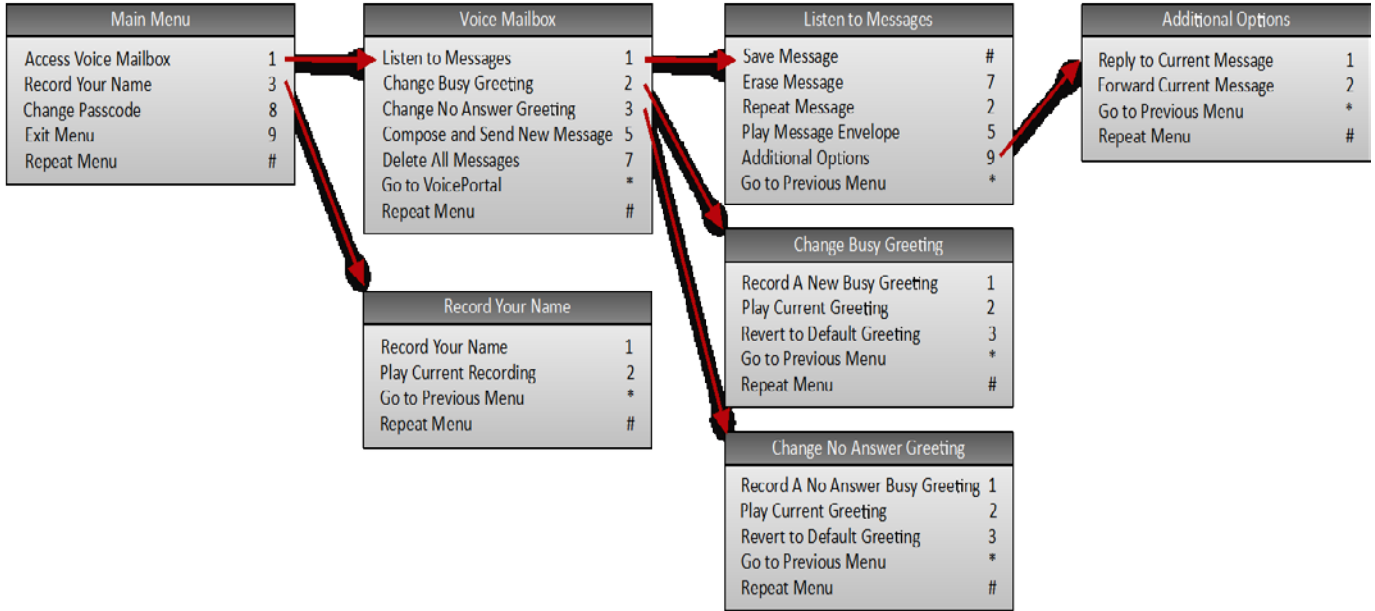 Main Menu
Access Voice Mailbox 1
Record Your Name 3
Change Passcode 8
Exit Menu 9
Repeat Menu #
Voice Mailbox
Listen to Messages 1
Change Busy Greeting 2
Change No Answer Greeting 3
Compose and Send New Message 5
Delete All Messages 7
Go to VoicePortal *
Repeat Menu #
Listen to Messages
Save Message #
Erase Message 7
Repeat Message 2
Play Message Envelope 5
Additional Options 9
Go to Previous Menu *
Additional Options
Reply to Current Message 1
Forward Current Message 2
Go to Previous Menu *
Repeat Menu #
Record Your Name
Record Your Name 1
Play Current Recording 2
Go to Previous Menu *
Repeat Menu #
Change Busy Greeting
Record A New Busy Greeting 1
Play Current Greeting 2
Revert to Default Greeting 3
Go to Previous Menu *
Repeat Menu #
Change No Answer Greeting
Record A No Answer Busy Greeting 1
Play Current Greeting 2
Revert to Default Greeting 3
Go to Previous Menu *
Repeat Menu #